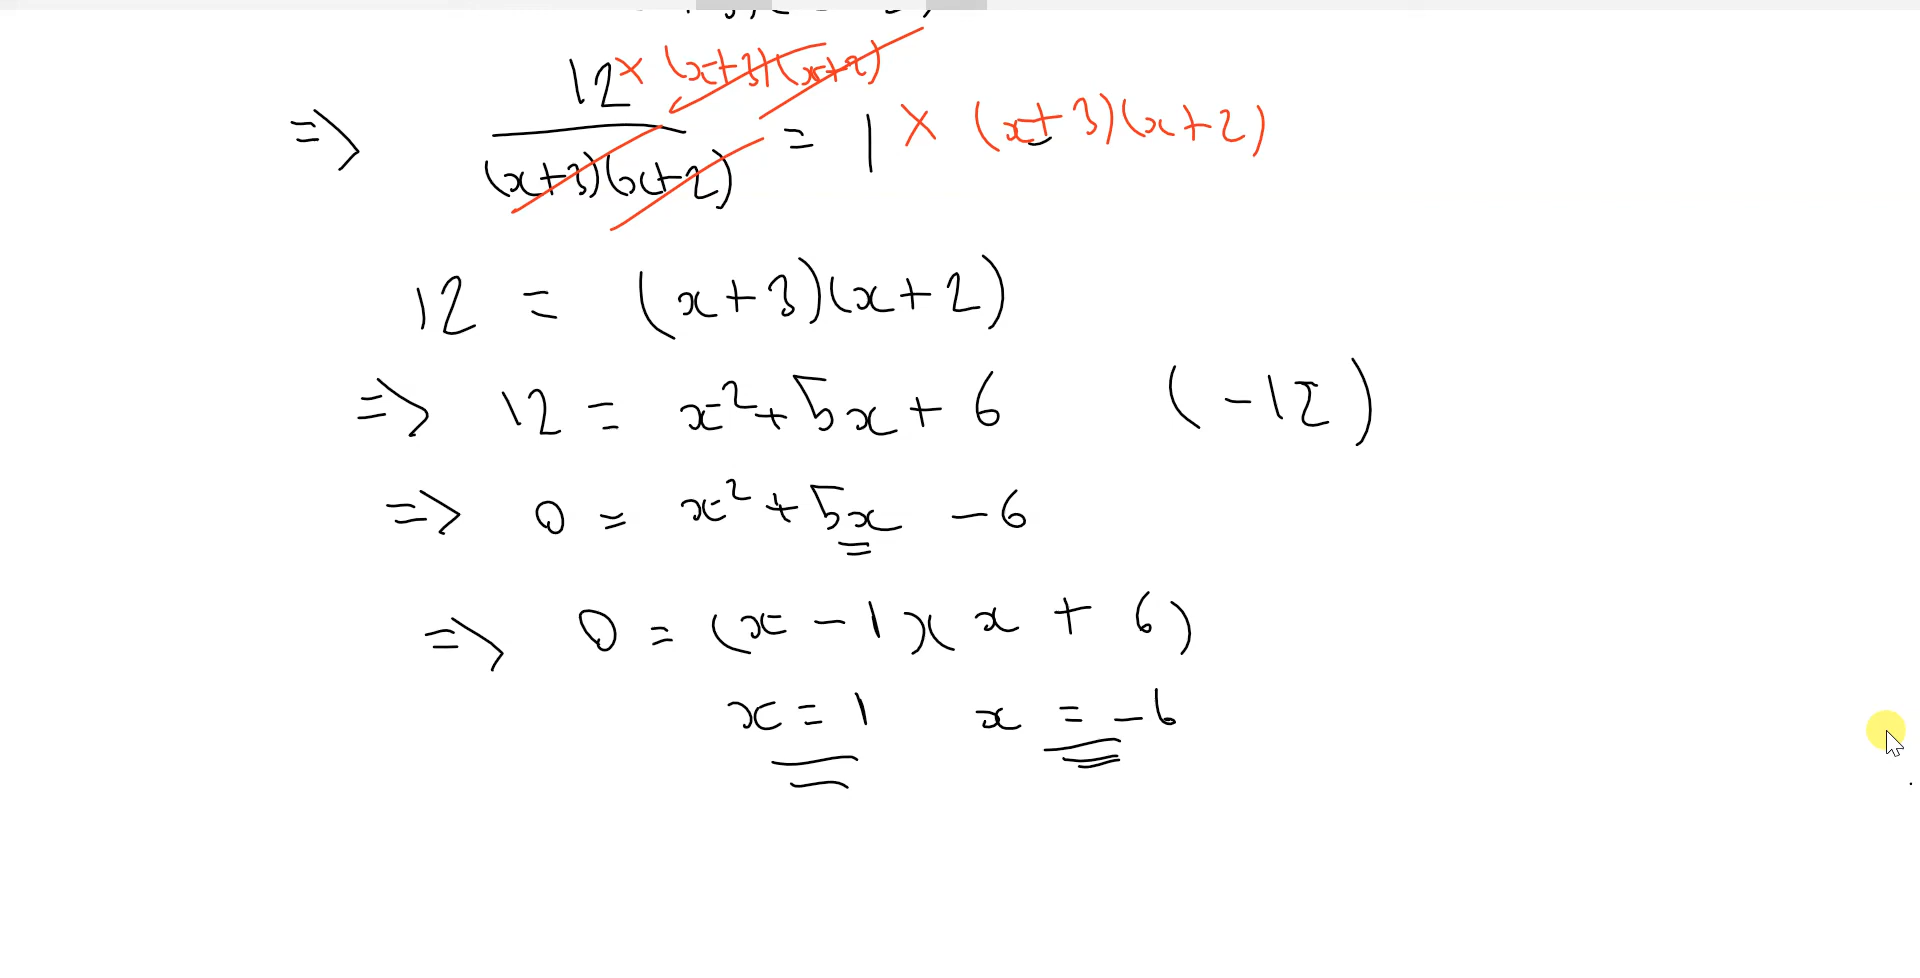 => 12 × (x+3)(x+2) / (x+3)(x+2) = 1 × (x+3)(x+2)
12 = (x+3)(x+2)
=> 12 = x² + 5x + 6 (-12)
=> 0 = x² + 5x - 6
=> 0 = (x - 1)(x + 6)
x = 1 x = -6